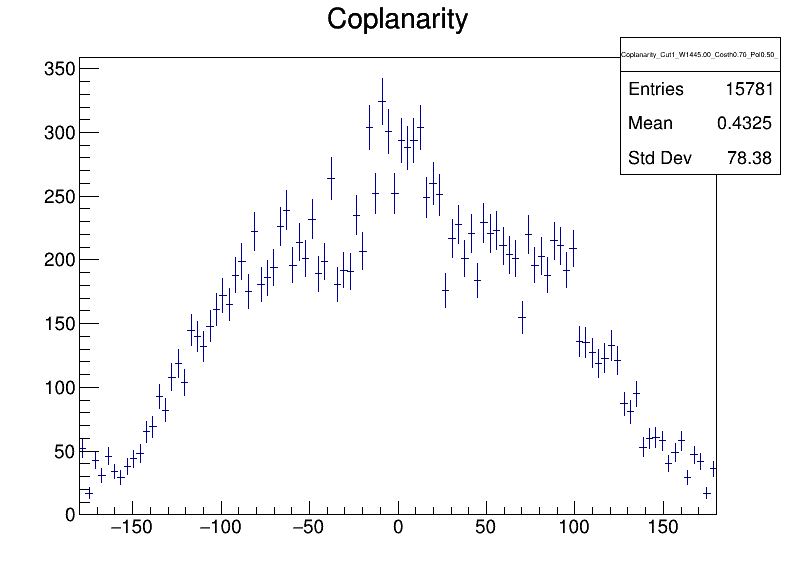 Coplanarity
Coplanarity_Cut1_W1445.00_Costh0.70_Pol0.50_
Entries 15781
Mean 0.4325
Std Dev 78.38
350
300
250
200
150
100
50
0
−150 −100 −50 0 50 100 150